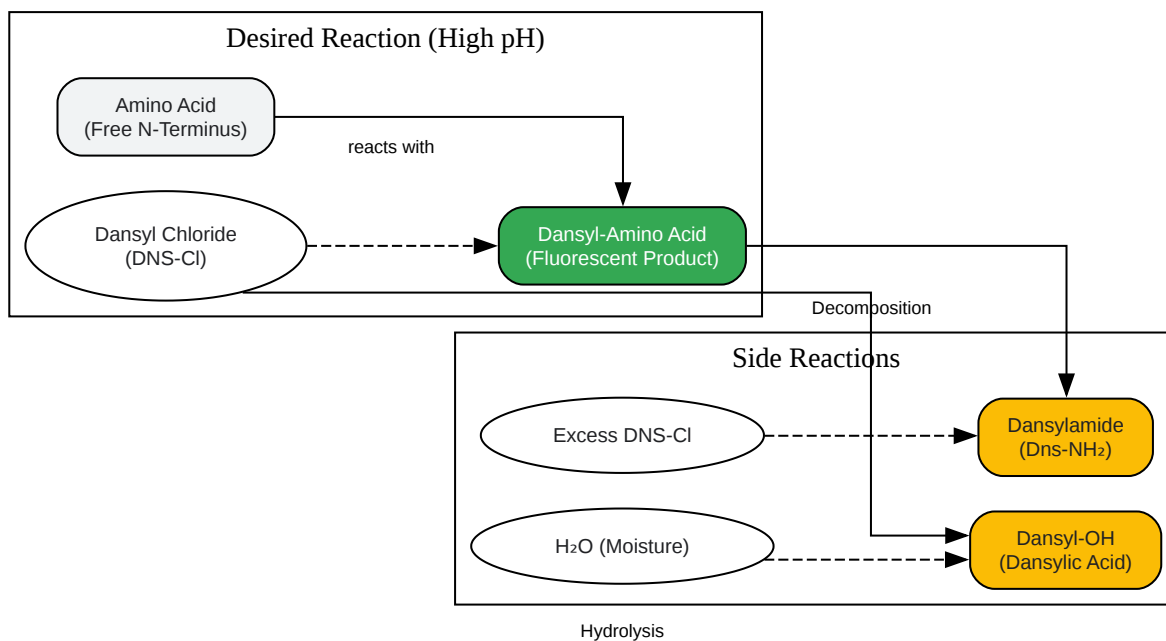 Desired Reaction (High pH)
Amino Acid
(Free N-Terminus)
reacts with
Dansyl Chloride
(DNS-Cl)
Dansyl-Amino Acid
(Fluorescent Product)
Decomposition
Side Reactions
Excess DNS-Cl
Dansylamide
(Dns-NH₂)
H₂O (Moisture)
Dansyl-OH
(Dansylic Acid)
Hydrolysis